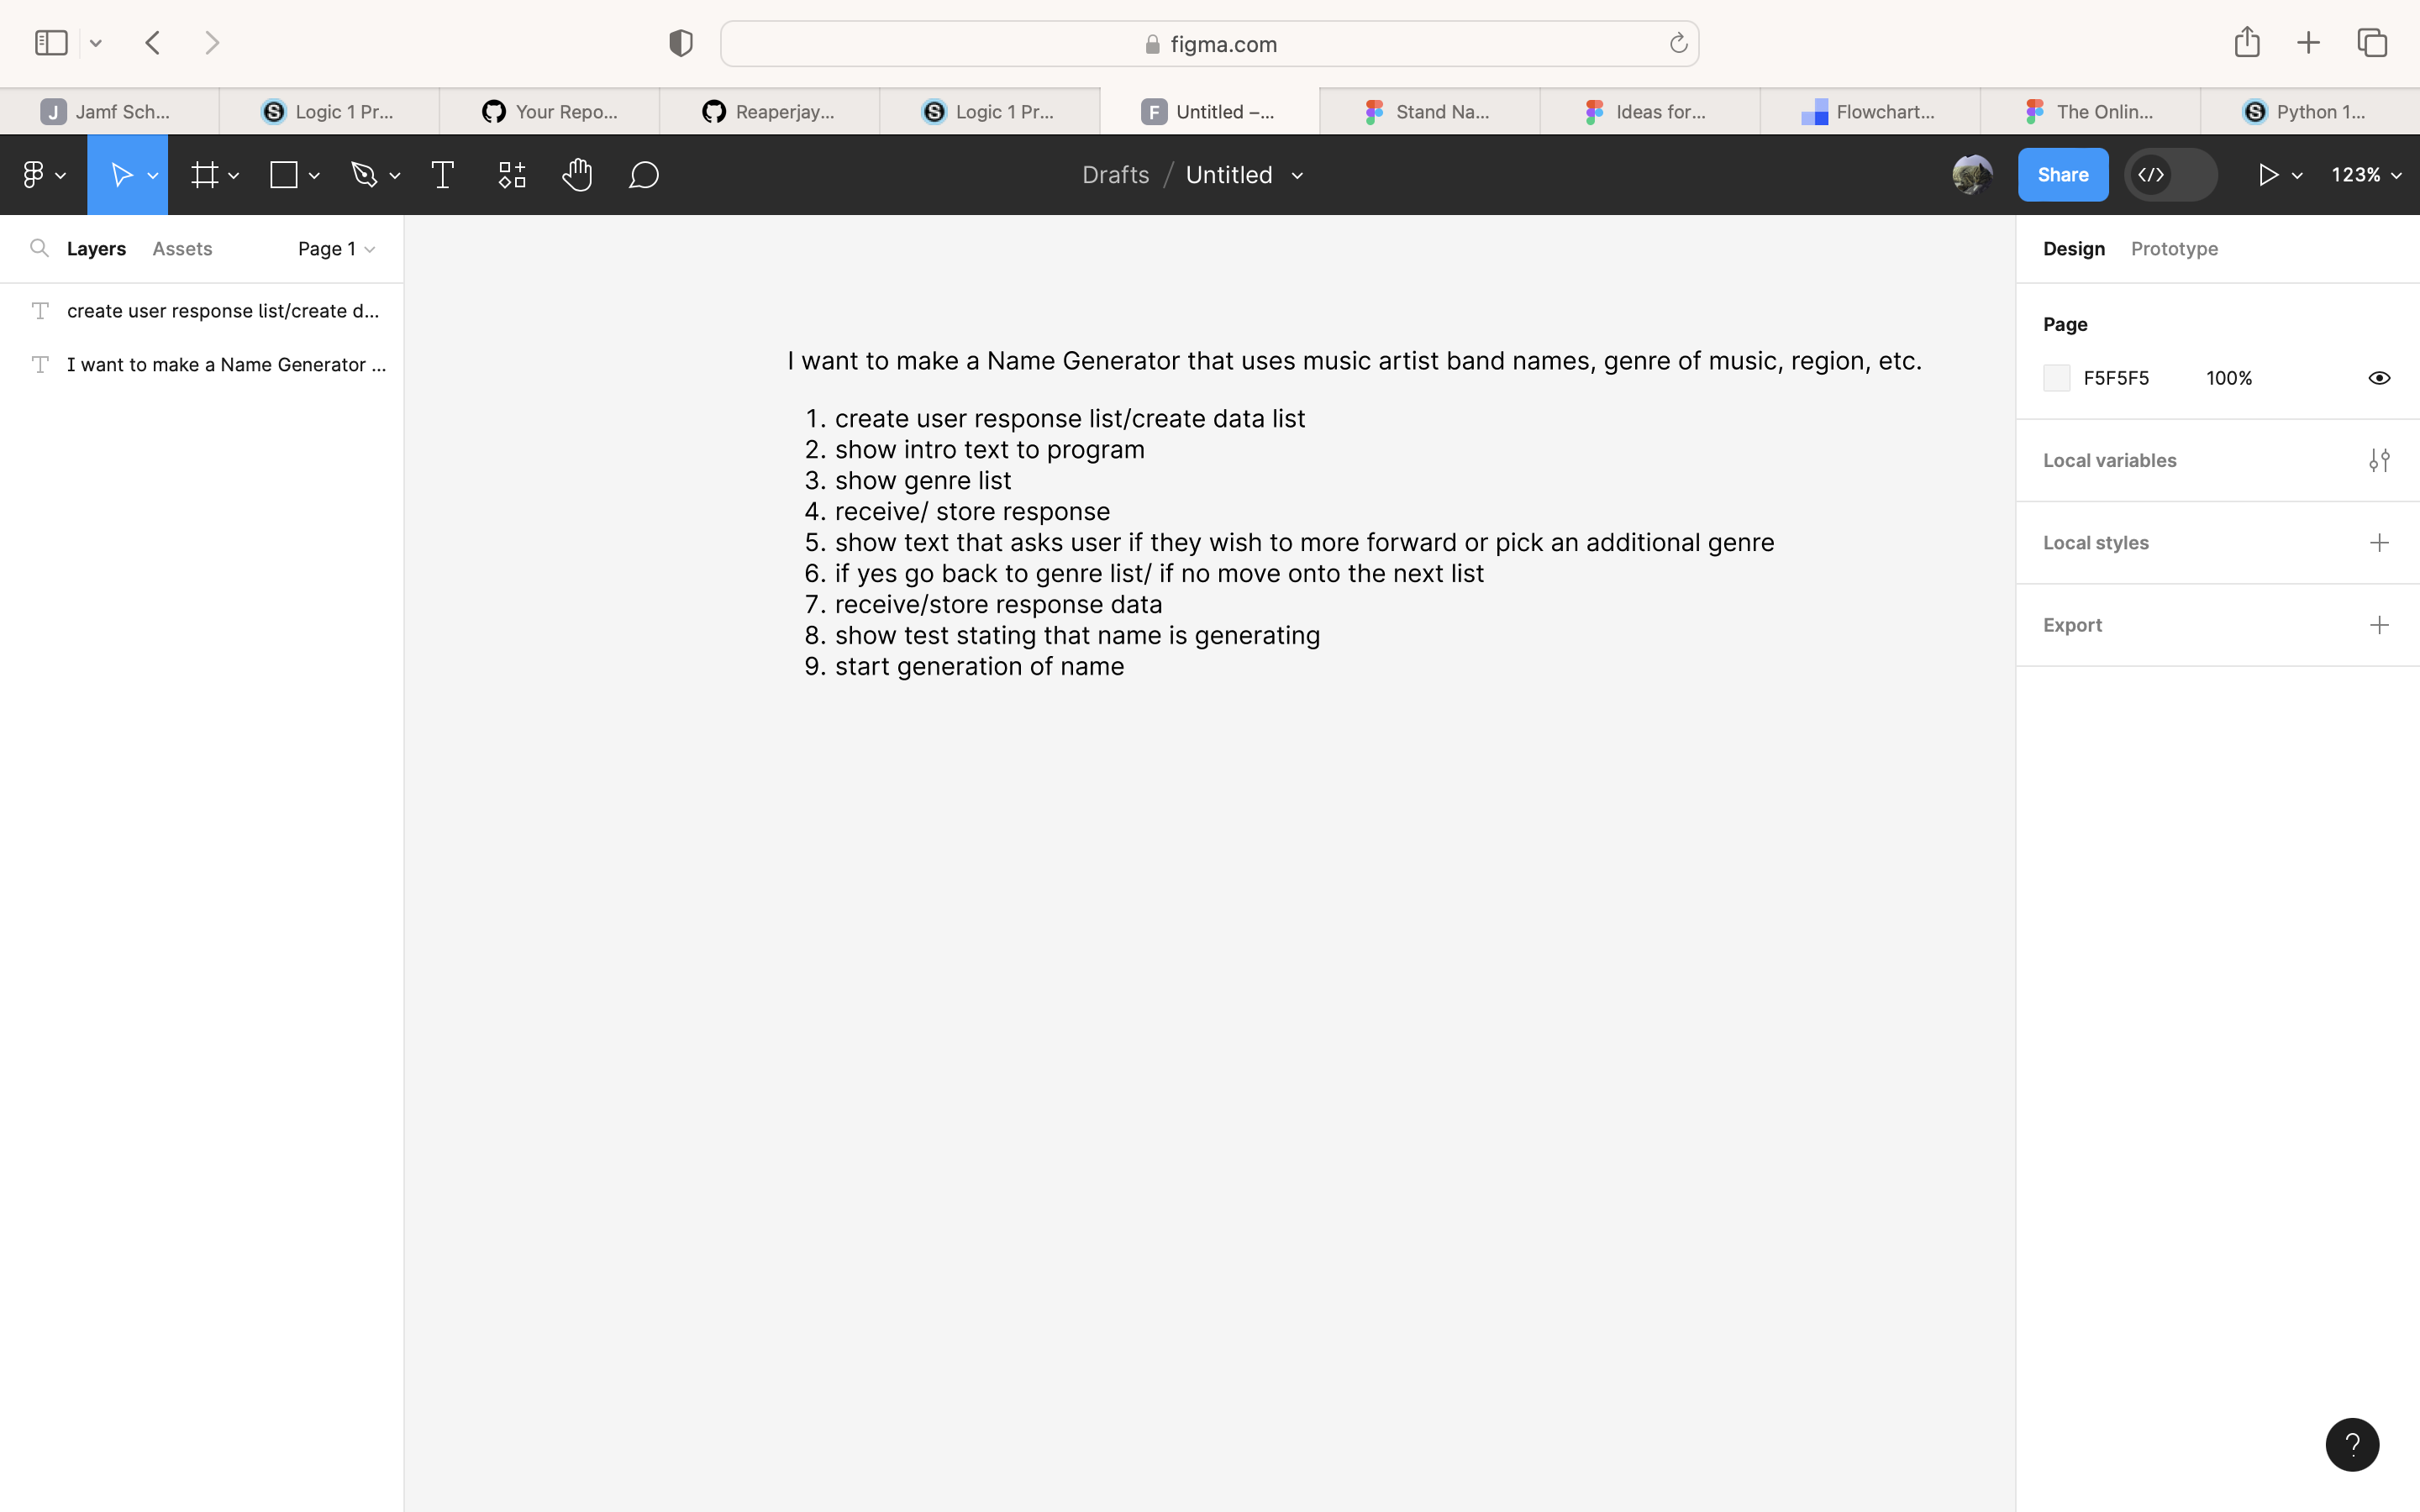 figma.com
Jamf Sch...
Logic 1 Pr...
Your Repo...
Reaperjay...
Logic 1 Pr...
Untitled –...
Stand Na...
Ideas for...
Flowchart...
The Onlin...
Python 1...
Drafts / Untitled
Share
123%
Layers
Assets
Page 1
create user response list/create d...
I want to make a Name Generator ...
I want to make a Name Generator that uses music artist band names, genre of music, region, etc.
1. create user response list/create data list
2. show intro text to program
3. show genre list
4. receive/ store response
5. show text that asks user if they wish to more forward or pick an additional genre
6. if yes go back to genre list/ if no move onto the next list
7. receive/store response data
8. show test stating that name is generating
9. start generation of name
Design
Prototype
Page
F5F5F5 100%
Local variables
Local styles
Export
?